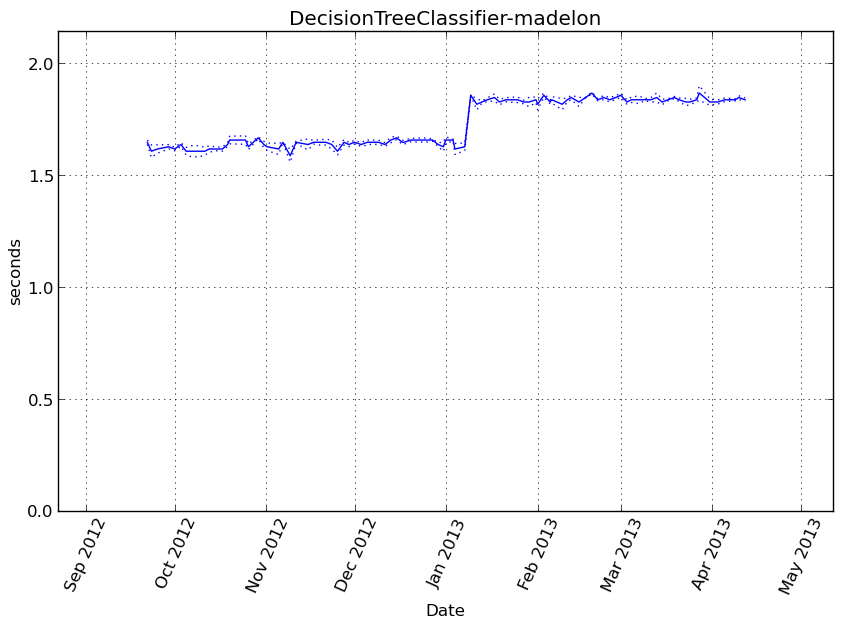 DecisionTreeClassifier-madelon
2.0
1.5
1.0
0.5
0.0
seconds
Sep 2012
Oct 2012
Nov 2012
Dec 2012
Jan 2013
Feb 2013
Mar 2013
Apr 2013
May 2013
Date